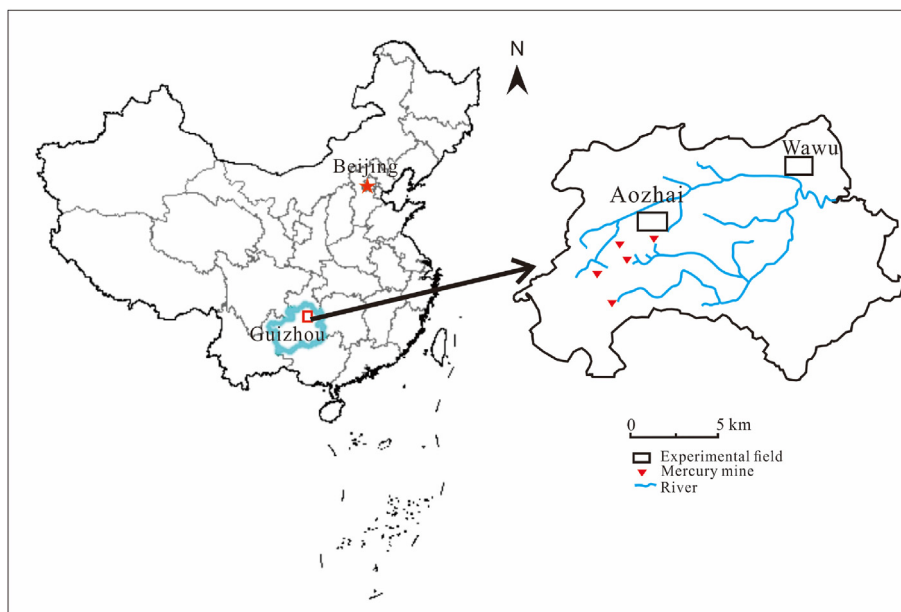 N
Beijing
Guizhou
Wawu
Aozhai
0 5 km
Experimental field
Mercury mine
River